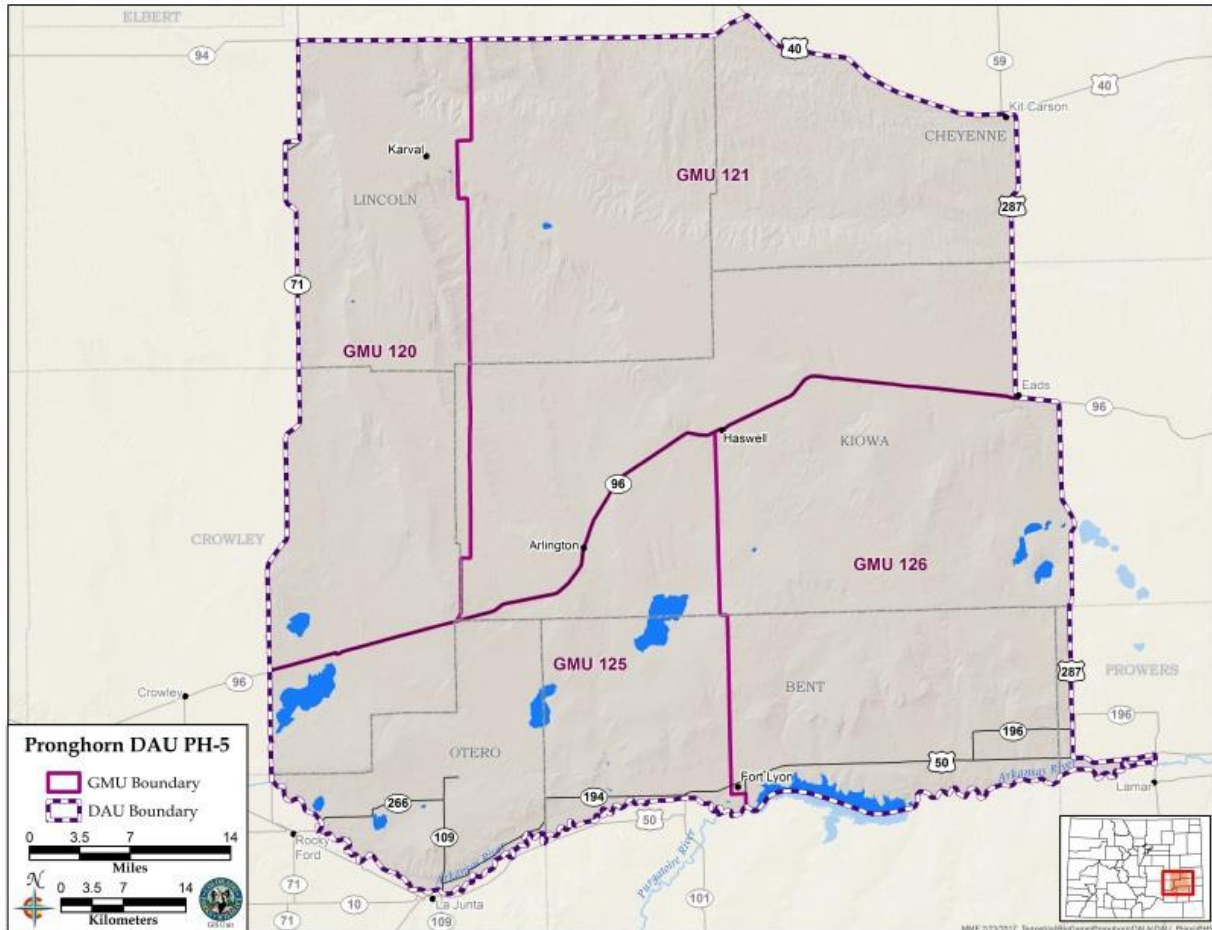 ELBERT
94
40
59
40
Kit Carson
CHEYENNE
Karval
GMU 121
LINCOLN
287
71
GMU 120
Eads
96
Haswell
KIOWA
96
CROWLEY
Arlington
GMU 126
GMU 125
PROWERS
Crowley
96
BENT
287
196
196
OTERO
50
Arkansas River
Fort Lyon
Lamar
266
194
50
109
Rocky
Ford
Arkansas River
Purgatoire River
71
10
La Junta
101
71
109
Pronghorn DAU PH-5
GMU Boundary
DAU Boundary
0 3.5 7 14
Miles
N
0 3.5 7 14
Kilometers